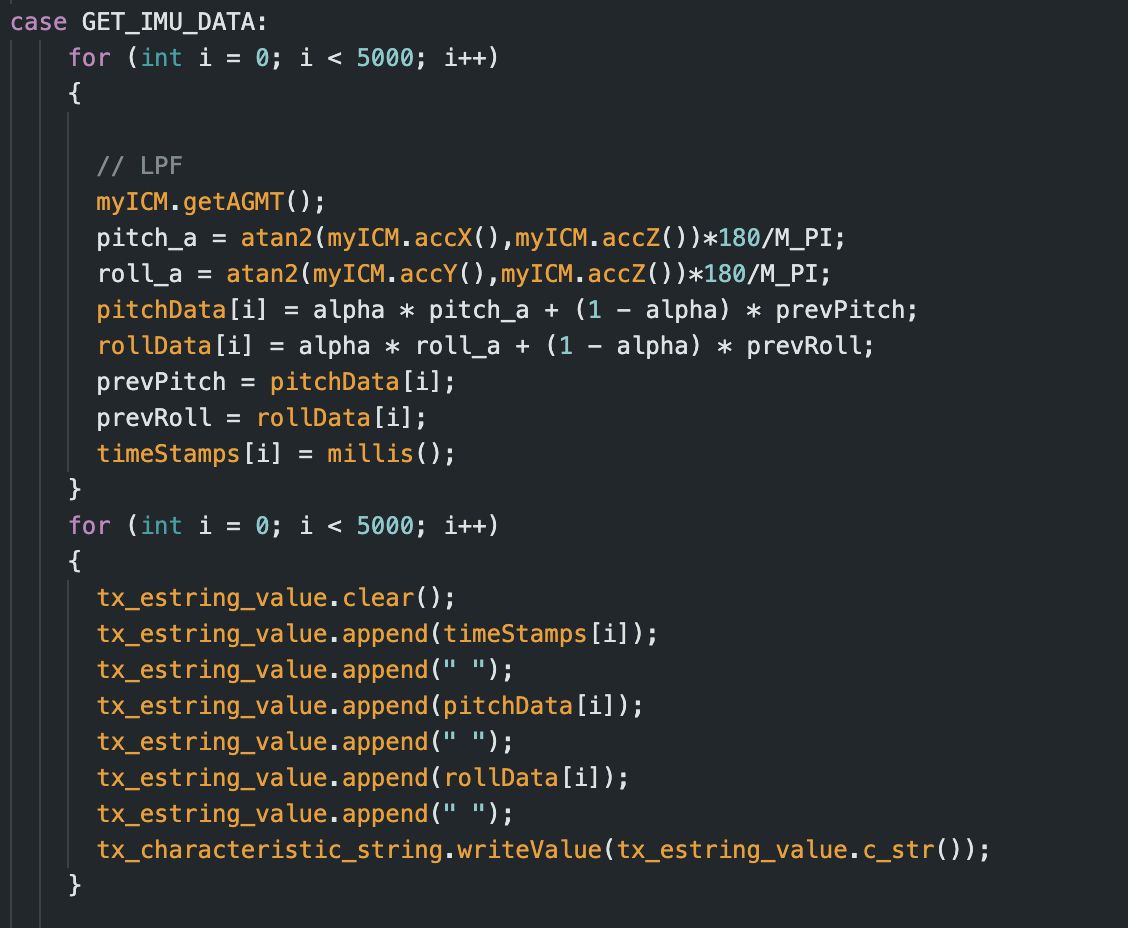 case GET_IMU_DATA:
for (int i = 0; i < 5000; i++)
{
// LPF
myICM.getAGMT();
pitch_a = atan2(myICM.accX(),myICM.accZ())*180/M_PI;
roll_a = atan2(myICM.accY(),myICM.accZ())*180/M_PI;
pitchData[i] = alpha * pitch_a + (1 - alpha) * prevPitch;
rollData[i] = alpha * roll_a + (1 - alpha) * prevRoll;
prevPitch = pitchData[i];
prevRoll = rollData[i];
timeStamps[i] = millis();
}
for (int i = 0; i < 5000; i++)
{
tx_estring_value.clear();
tx_estring_value.append(timeStamps[i]);
tx_estring_value.append(" ");
tx_estring_value.append(pitchData[i]);
tx_estring_value.append(" ");
tx_estring_value.append(rollData[i]);
tx_estring_value.append(" ");
tx_characteristic_string.writeValue(tx_estring_value.c_str());
}